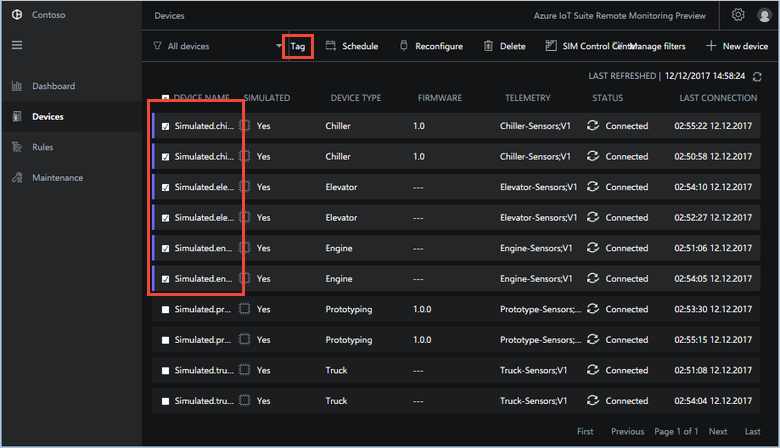 Contoso Devices Azure IoT Suite Remote Monitoring Preview
All devices Tag Schedule Reconfigure Delete SIM Control Manage filters New device
LAST REFRESHED | 12/12/2017 14:58:24
Dashboard
Devices
Rules
Maintenance
DEVICE NAME SIMULATED DEVICE TYPE FIRMWARE TELEMETRY STATUS LAST CONNECTION
Simulated.chi... Yes Chiller 1.0 Chiller-Sensors;V1 Connected 02:55:22 12.12.2017
Simulated.chi... Yes Chiller 1.0 Chiller-Sensors;V1 Connected 02:50:58 12.12.2017
Simulated.ele... Yes Elevator --- Elevator-Sensors;V1 Connected 02:54:10 12.12.2017
Simulated.ele... Yes Elevator --- Elevator-Sensors;V1 Connected 02:52:27 12.12.2017
Simulated.en... Yes Engine --- Engine-Sensors;V1 Connected 02:51:06 12.12.2017
Simulated.en... Yes Engine --- Engine-Sensors;V1 Connected 02:54:05 12.12.2017
Simulated.pr... Yes Prototyping 1.0.0 Prototype-Sensors;... Connected 02:53:30 12.12.2017
Simulated.pr... Yes Prototyping 1.0.0 Prototype-Sensors;... Connected 02:55:15 12.12.2017
Simulated.tru... Yes Truck --- Truck-Sensors;V1 Connected 02:51:08 12.12.2017
Simulated.tru... Yes Truck --- Truck-Sensors;V1 Connected 02:54:04 12.12.2017
First Previous Page 1 of 1 Next Last